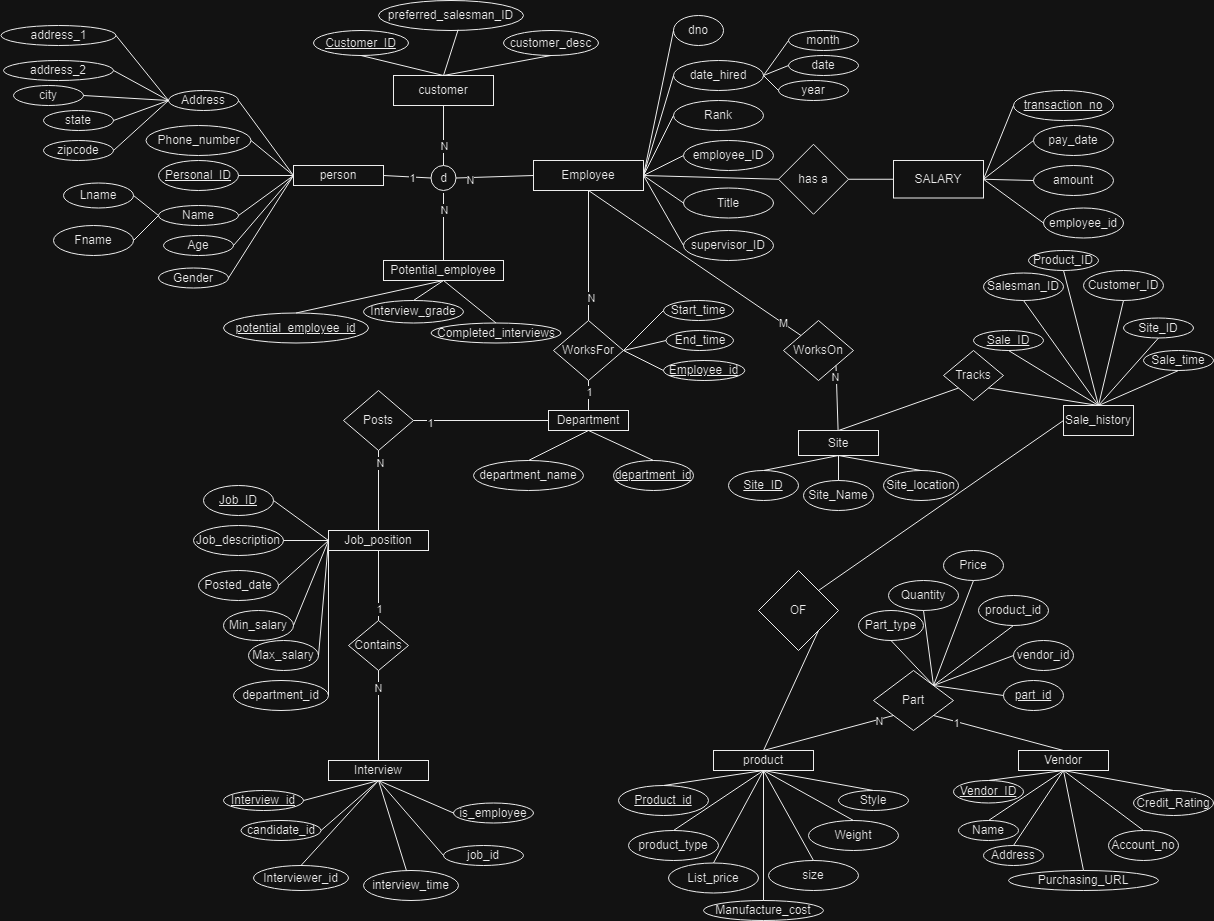 preferred_salesman_ID
Customer_ID
customer_desc
customer
address_1
address_2
city
state
zipcode
Address
Phone_number
Personal_ID
Lname
Name
Fname
Age
Gender
person
1
d
N
N
N
Employee
dno
date_hired
month
date
year
Rank
employee_ID
Title
supervisor_ID
has a
SALARY
transaction_no
pay_date
amount
employee_id
Potential_employee
potential_employee_id
Interview_grade
Completed_interviews
N
WorksFor
Start_time
End_time
Employee_id
1
M
WorksOn
N
Product_ID
Salesman_ID
Customer_ID
Sale_ID
Site_ID
Sale_time
Tracks
Sale_history
Posts
1
Department
department_name
department_id
N
Site
Site_ID
Site_Name
Site_location
Job_ID
Job_description
Job_position
Posted_date
Min_salary
Max_salary
department_id
1
Contains
N
OF
Price
Quantity
Part_type
product_id
vendor_id
part_id
Part
N
1
Interview
Interview_id
candidate_id
Interviewer_id
interview_time
job_id
is_employee
product
Product_id
product_type
List_price
Manufacture_cost
size
Weight
Style
Vendor
Vendor_ID
Name
Address
Purchasing_URL
Account_no
Credit_Rating